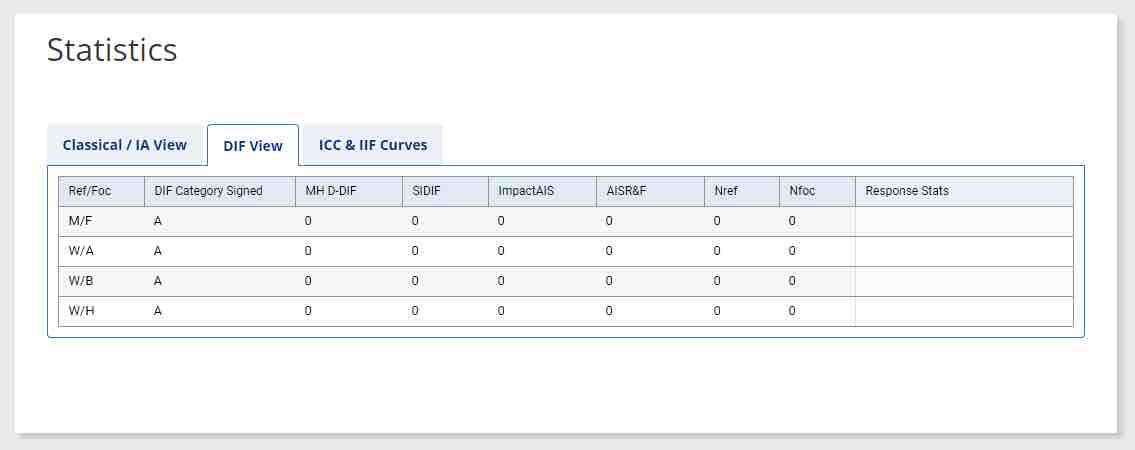 Statistics
Classical / IA View DIF View ICC & IIF Curves
Ref/Foc DIF Category Signed MH D-DIF SIDIF ImpactAIS AISR&F Nref Nfoc Response Stats
M/F A 0 0 0 0 0 0
W/A A 0 0 0 0 0 0
W/B A 0 0 0 0 0 0
W/H A 0 0 0 0 0 0